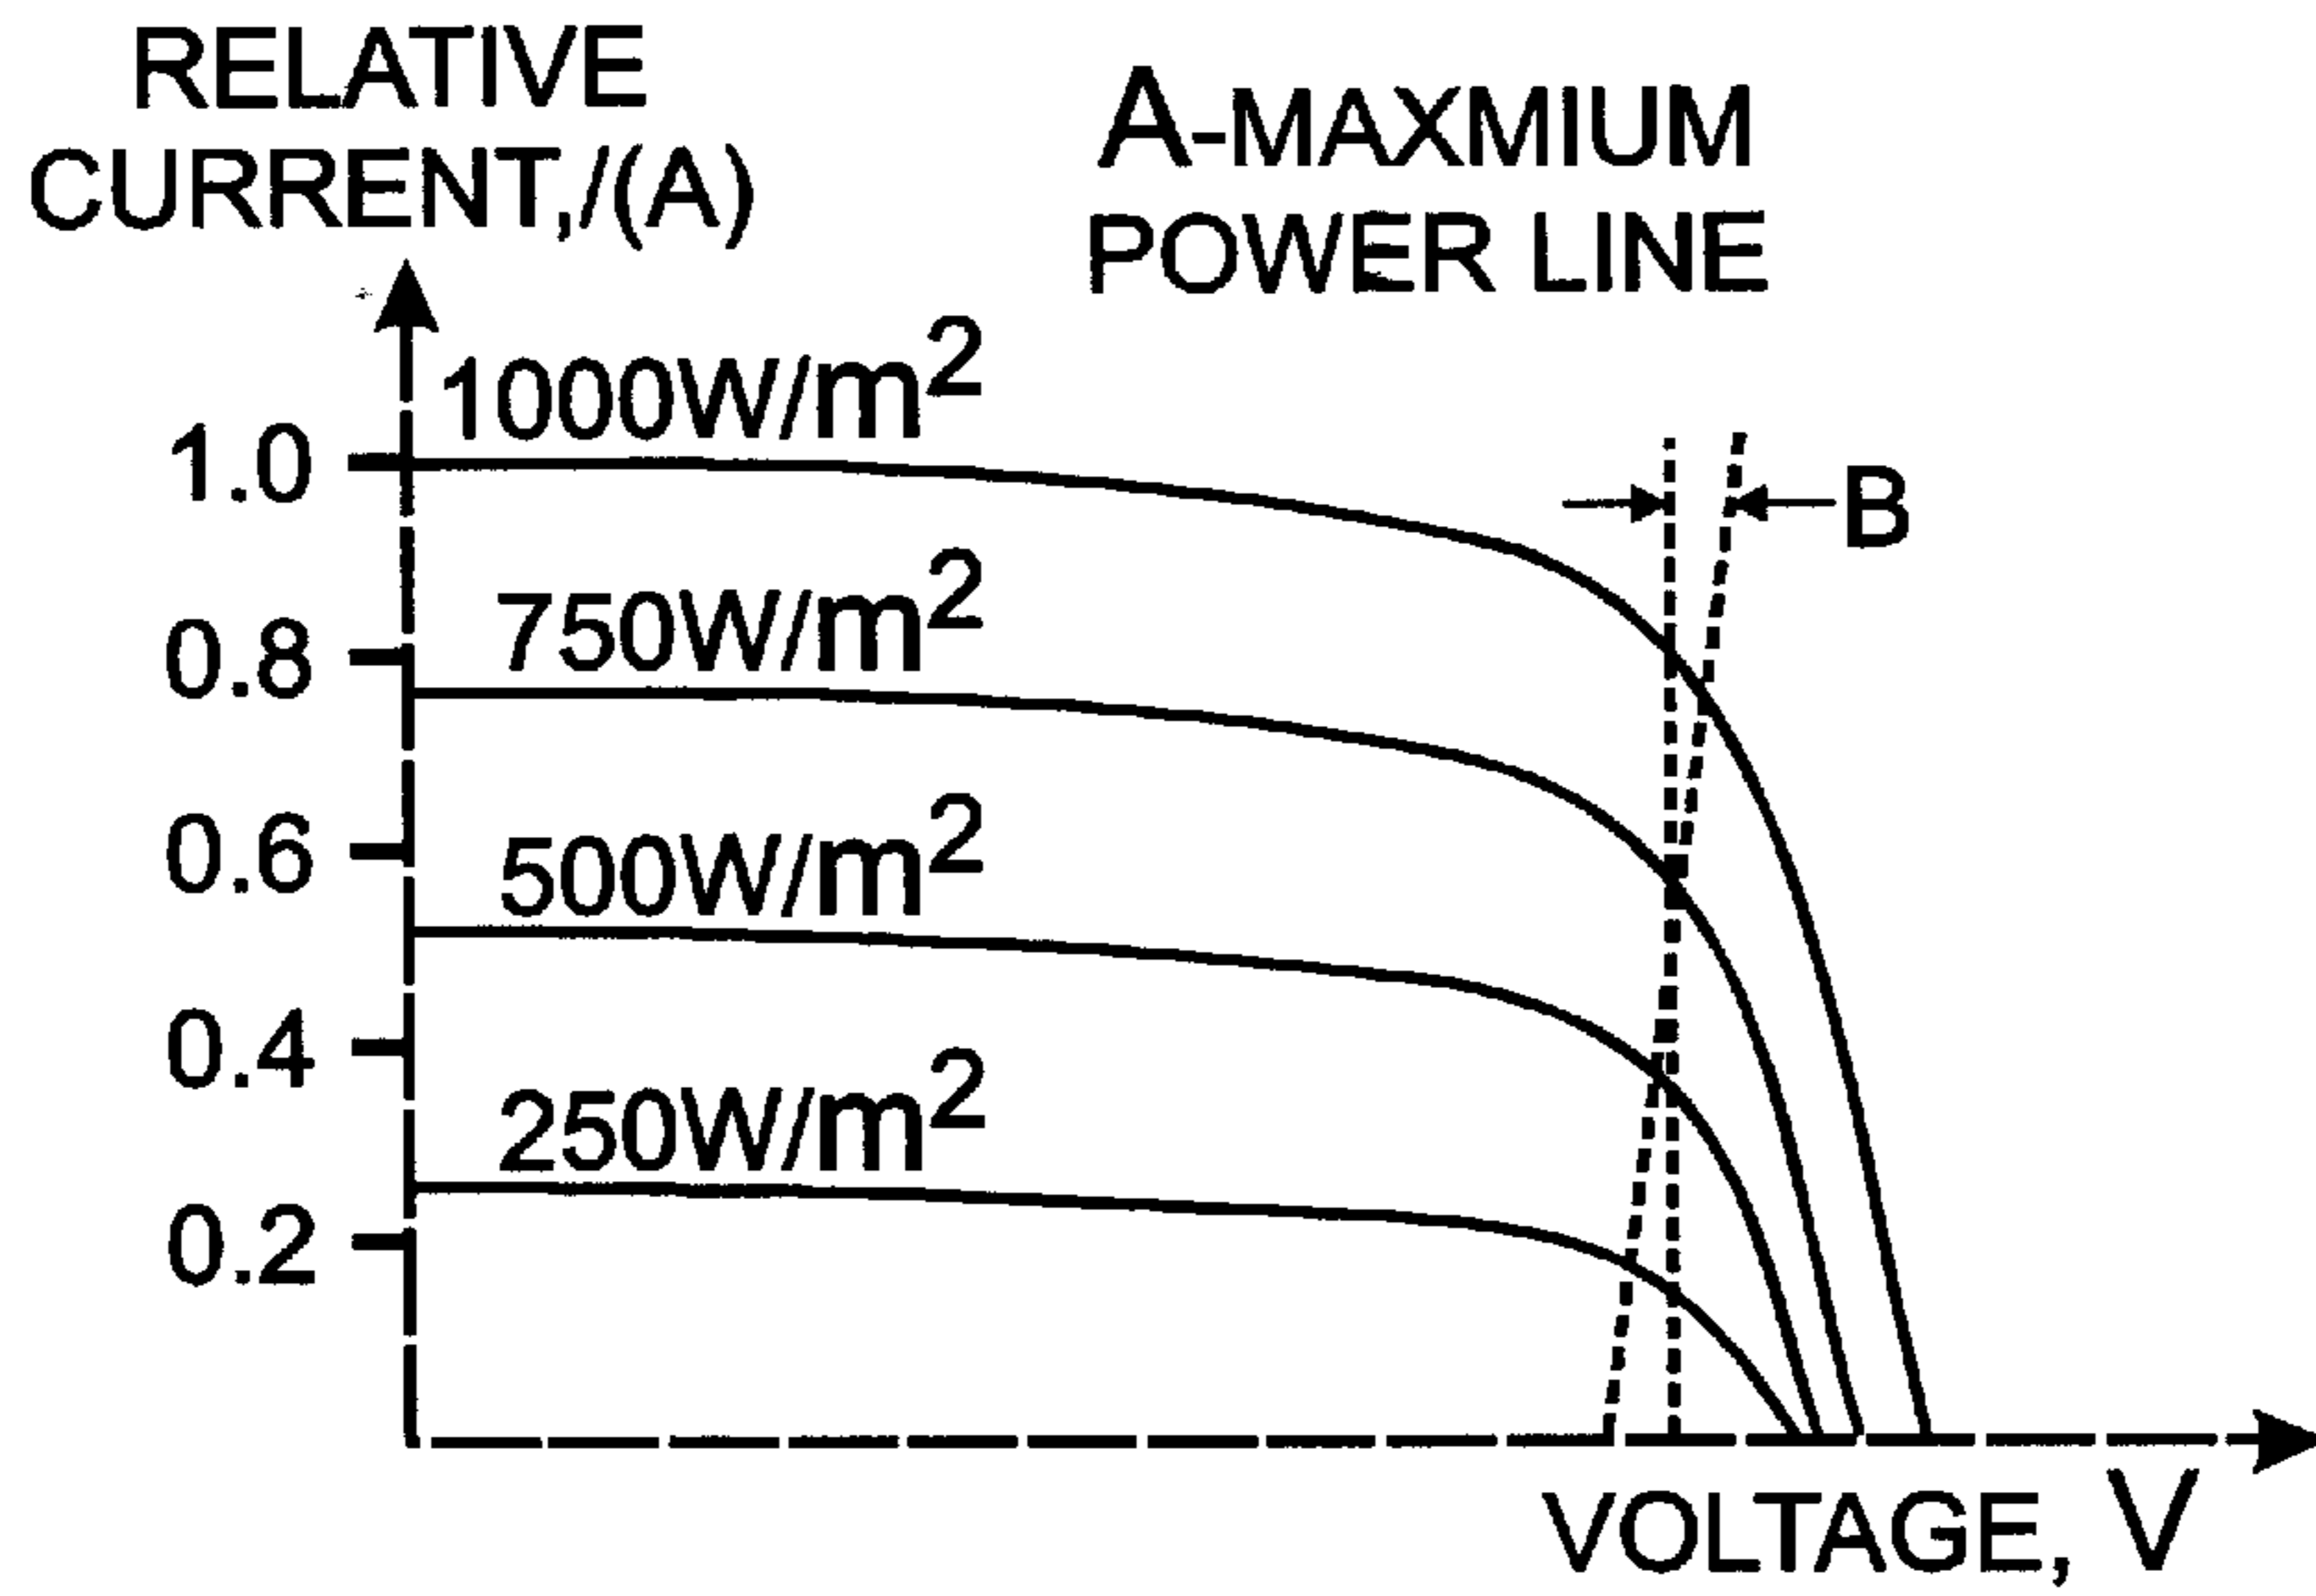 RELATIVE
CURRENT,/(A)
A-MAXMIUM
POWER LINE
1000W/m²
1.0
B
750W/m²
0.8
500W/m²
0.6
0.4
250W/m²
0.2
VOLTAGE, V